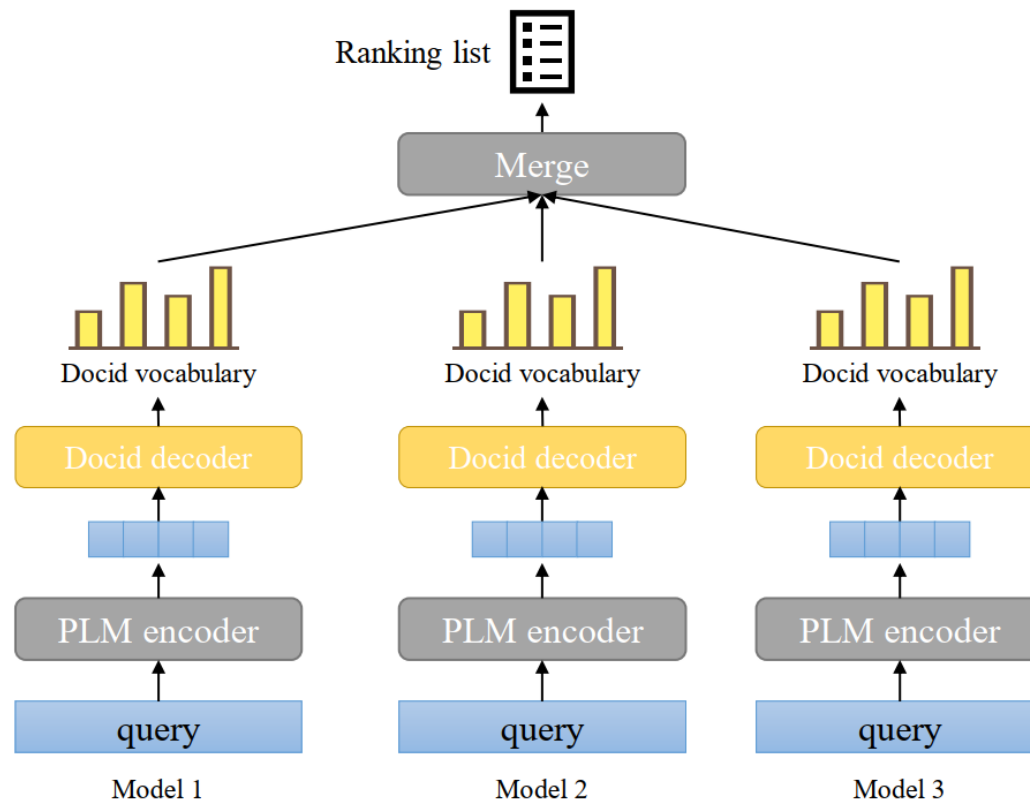 Ranking list
Merge
Docid vocabulary Docid vocabulary Docid vocabulary
Docid decoder Docid decoder Docid decoder
PLM encoder PLM encoder PLM encoder
query query query
Model 1 Model 2 Model 3